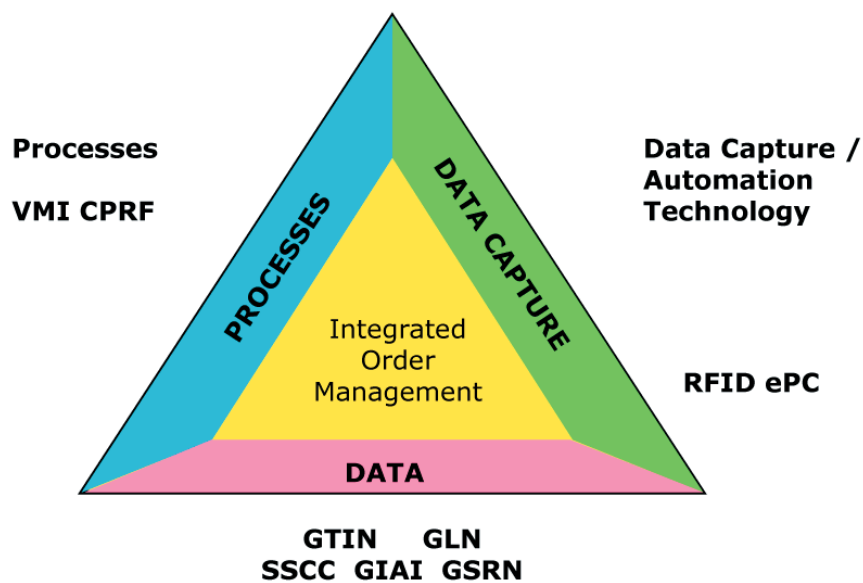 Processes
VMI CPRF
Data Capture /
Automation
Technology
PROCESSES
DATA CAPTURE
Integrated
Order
Management
RFID ePC
DATA
GTIN GLN
SSCC GIAI GSRN